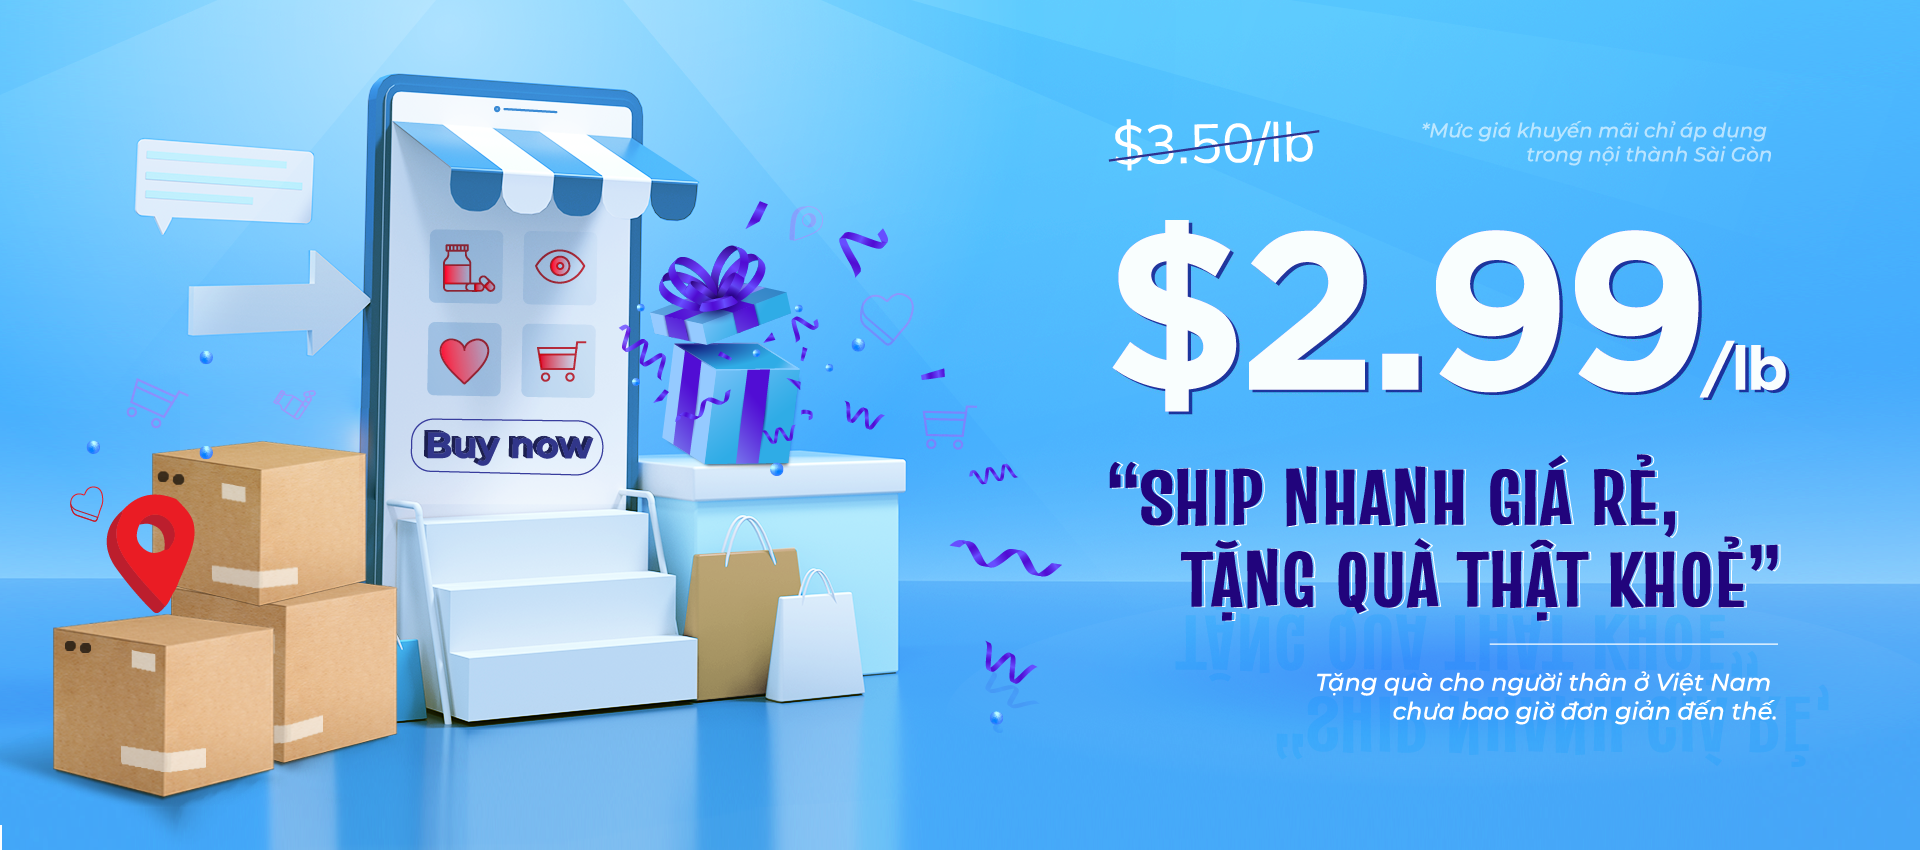 Buy now
$3.50/lb
*Mức giá khuyến mãi chỉ áp dụng
trong nội thành Sài Gòn
$2.99/lb
“SHIP NHANH GIÁ RẺ,
TẶNG QUÀ THẬT KHOẺ”
Tặng quà cho người thân ở Việt Nam
chưa bao giờ đơn giản đến thế.